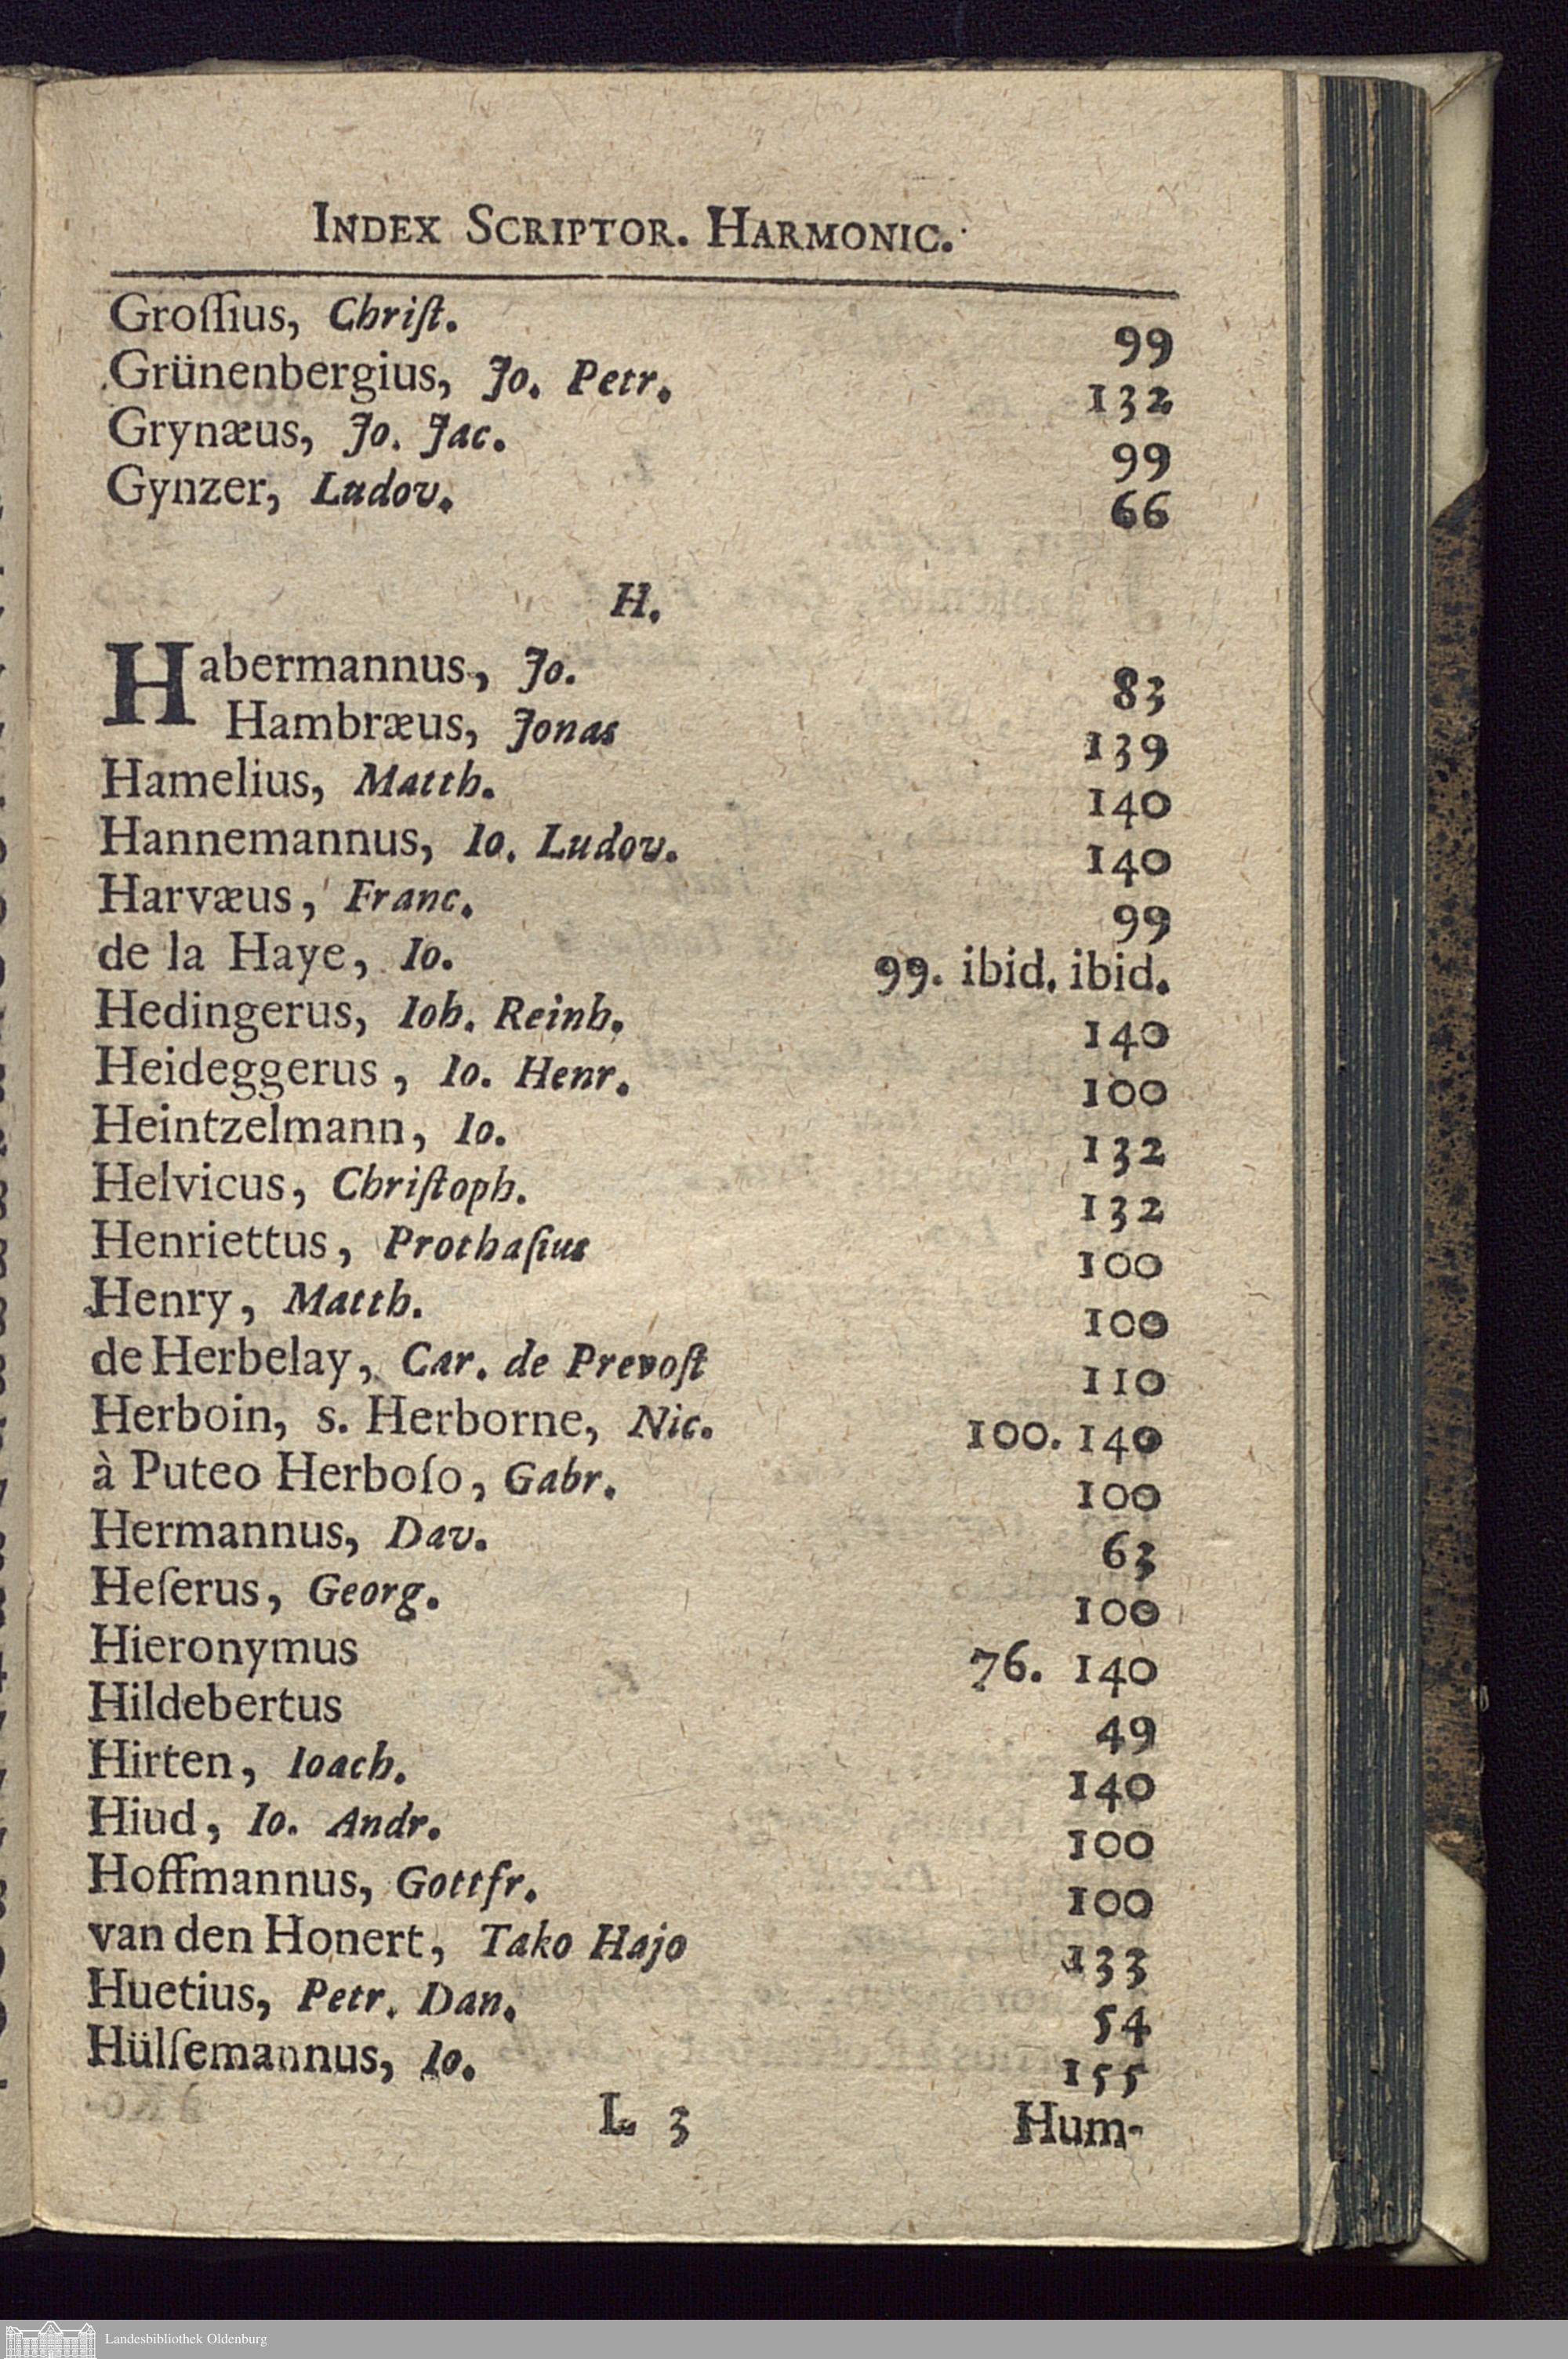 INDEX SCRIPTOR. HARMONIC.
Groſſius, Chriſt. 99
Grünenbergius, Jo. Petr. 132
Grynæus, Jo. Jac. 99
Gynzer, Ludov. 66
H.
Habermannus, Jo. 83
Hambræus, Jonas 139
Hamelius, Matth. 140
Hannemannus, Io. Ludov. 140
Harvæus, Franc. 99
de la Haye, Io. 99. ibid. ibid.
Hedingerus, Ioh. Reinh. 140
Heideggerus, Io. Henr. 100
Heintzelmann, Io. 132
Helvicus, Chriſtoph. 132
Henriettus, Prothaſius 100
Henry, Matth. 100
de Herbelay, Car. de Prevoſt 110
Herboin, s. Herborne, Nic. 100. 140
à Puteo Herboſo, Gabr. 100
Hermannus, Dav. 63
Heſerus, Georg. 100
Hieronymus 76. 140
Hildebertus 49
Hirten, Ioach. 140
Hiud, Io. Andr. 100
Hoffmannus, Gottfr. 100
van den Honert, Tako Hajo 133
Huetius, Petr. Dan. 54
Hülſemannus, Io. 155
L 3 Hum-
Landesbibliothek Oldenburg